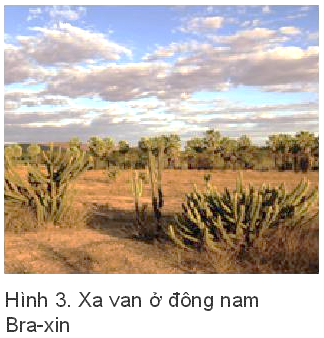 Hình 3. Xa van ở đông nam
Bra-xin